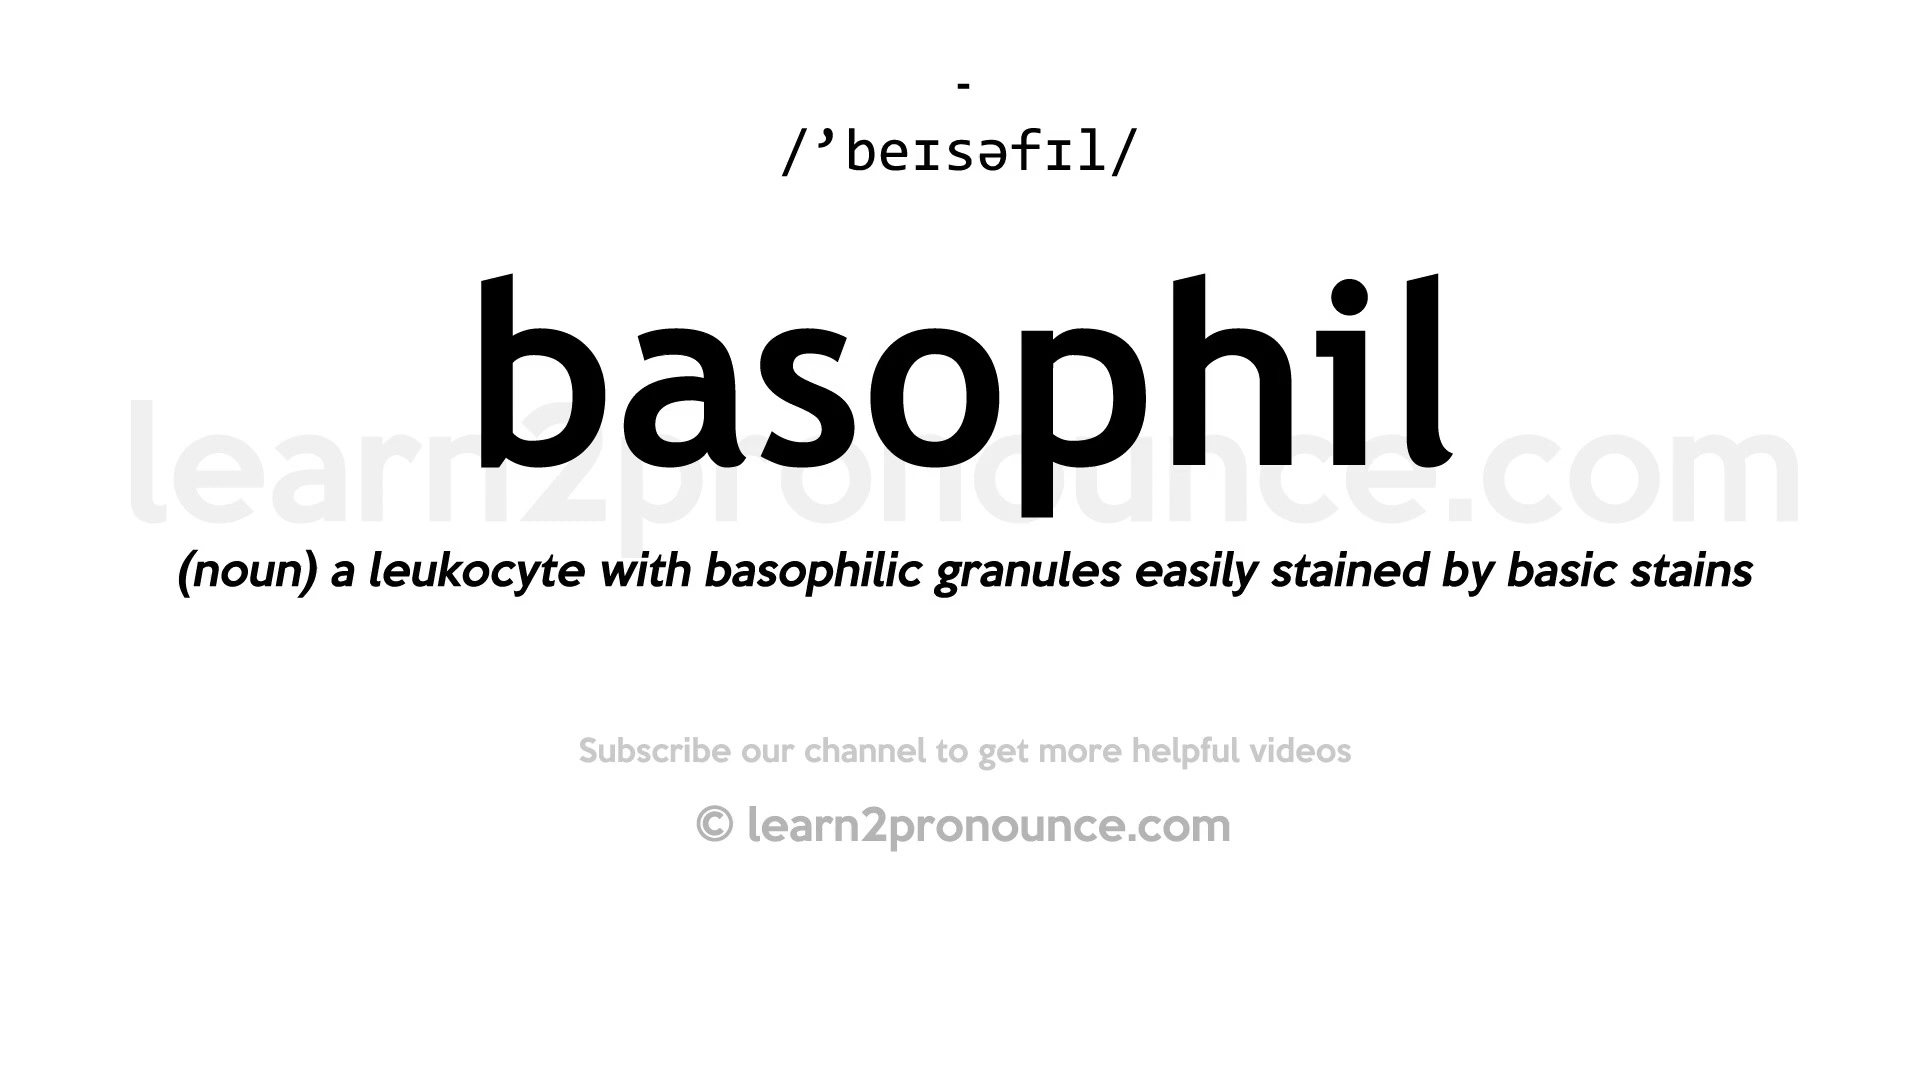 -
/’beɪsəfɪl/
basophil
learn2pronounce.com
(noun) a leukocyte with basophilic granules easily stained by basic stains
Subscribe our channel to get more helpful videos
© learn2pronounce.com